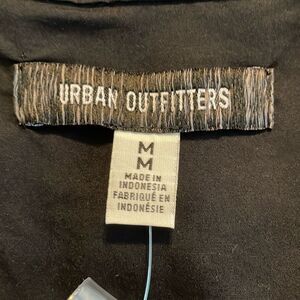 URBAN OUTFITTERS
M
M
MADE IN
INDONESIA
FABRIQUÉ EN
INDONÉSIE